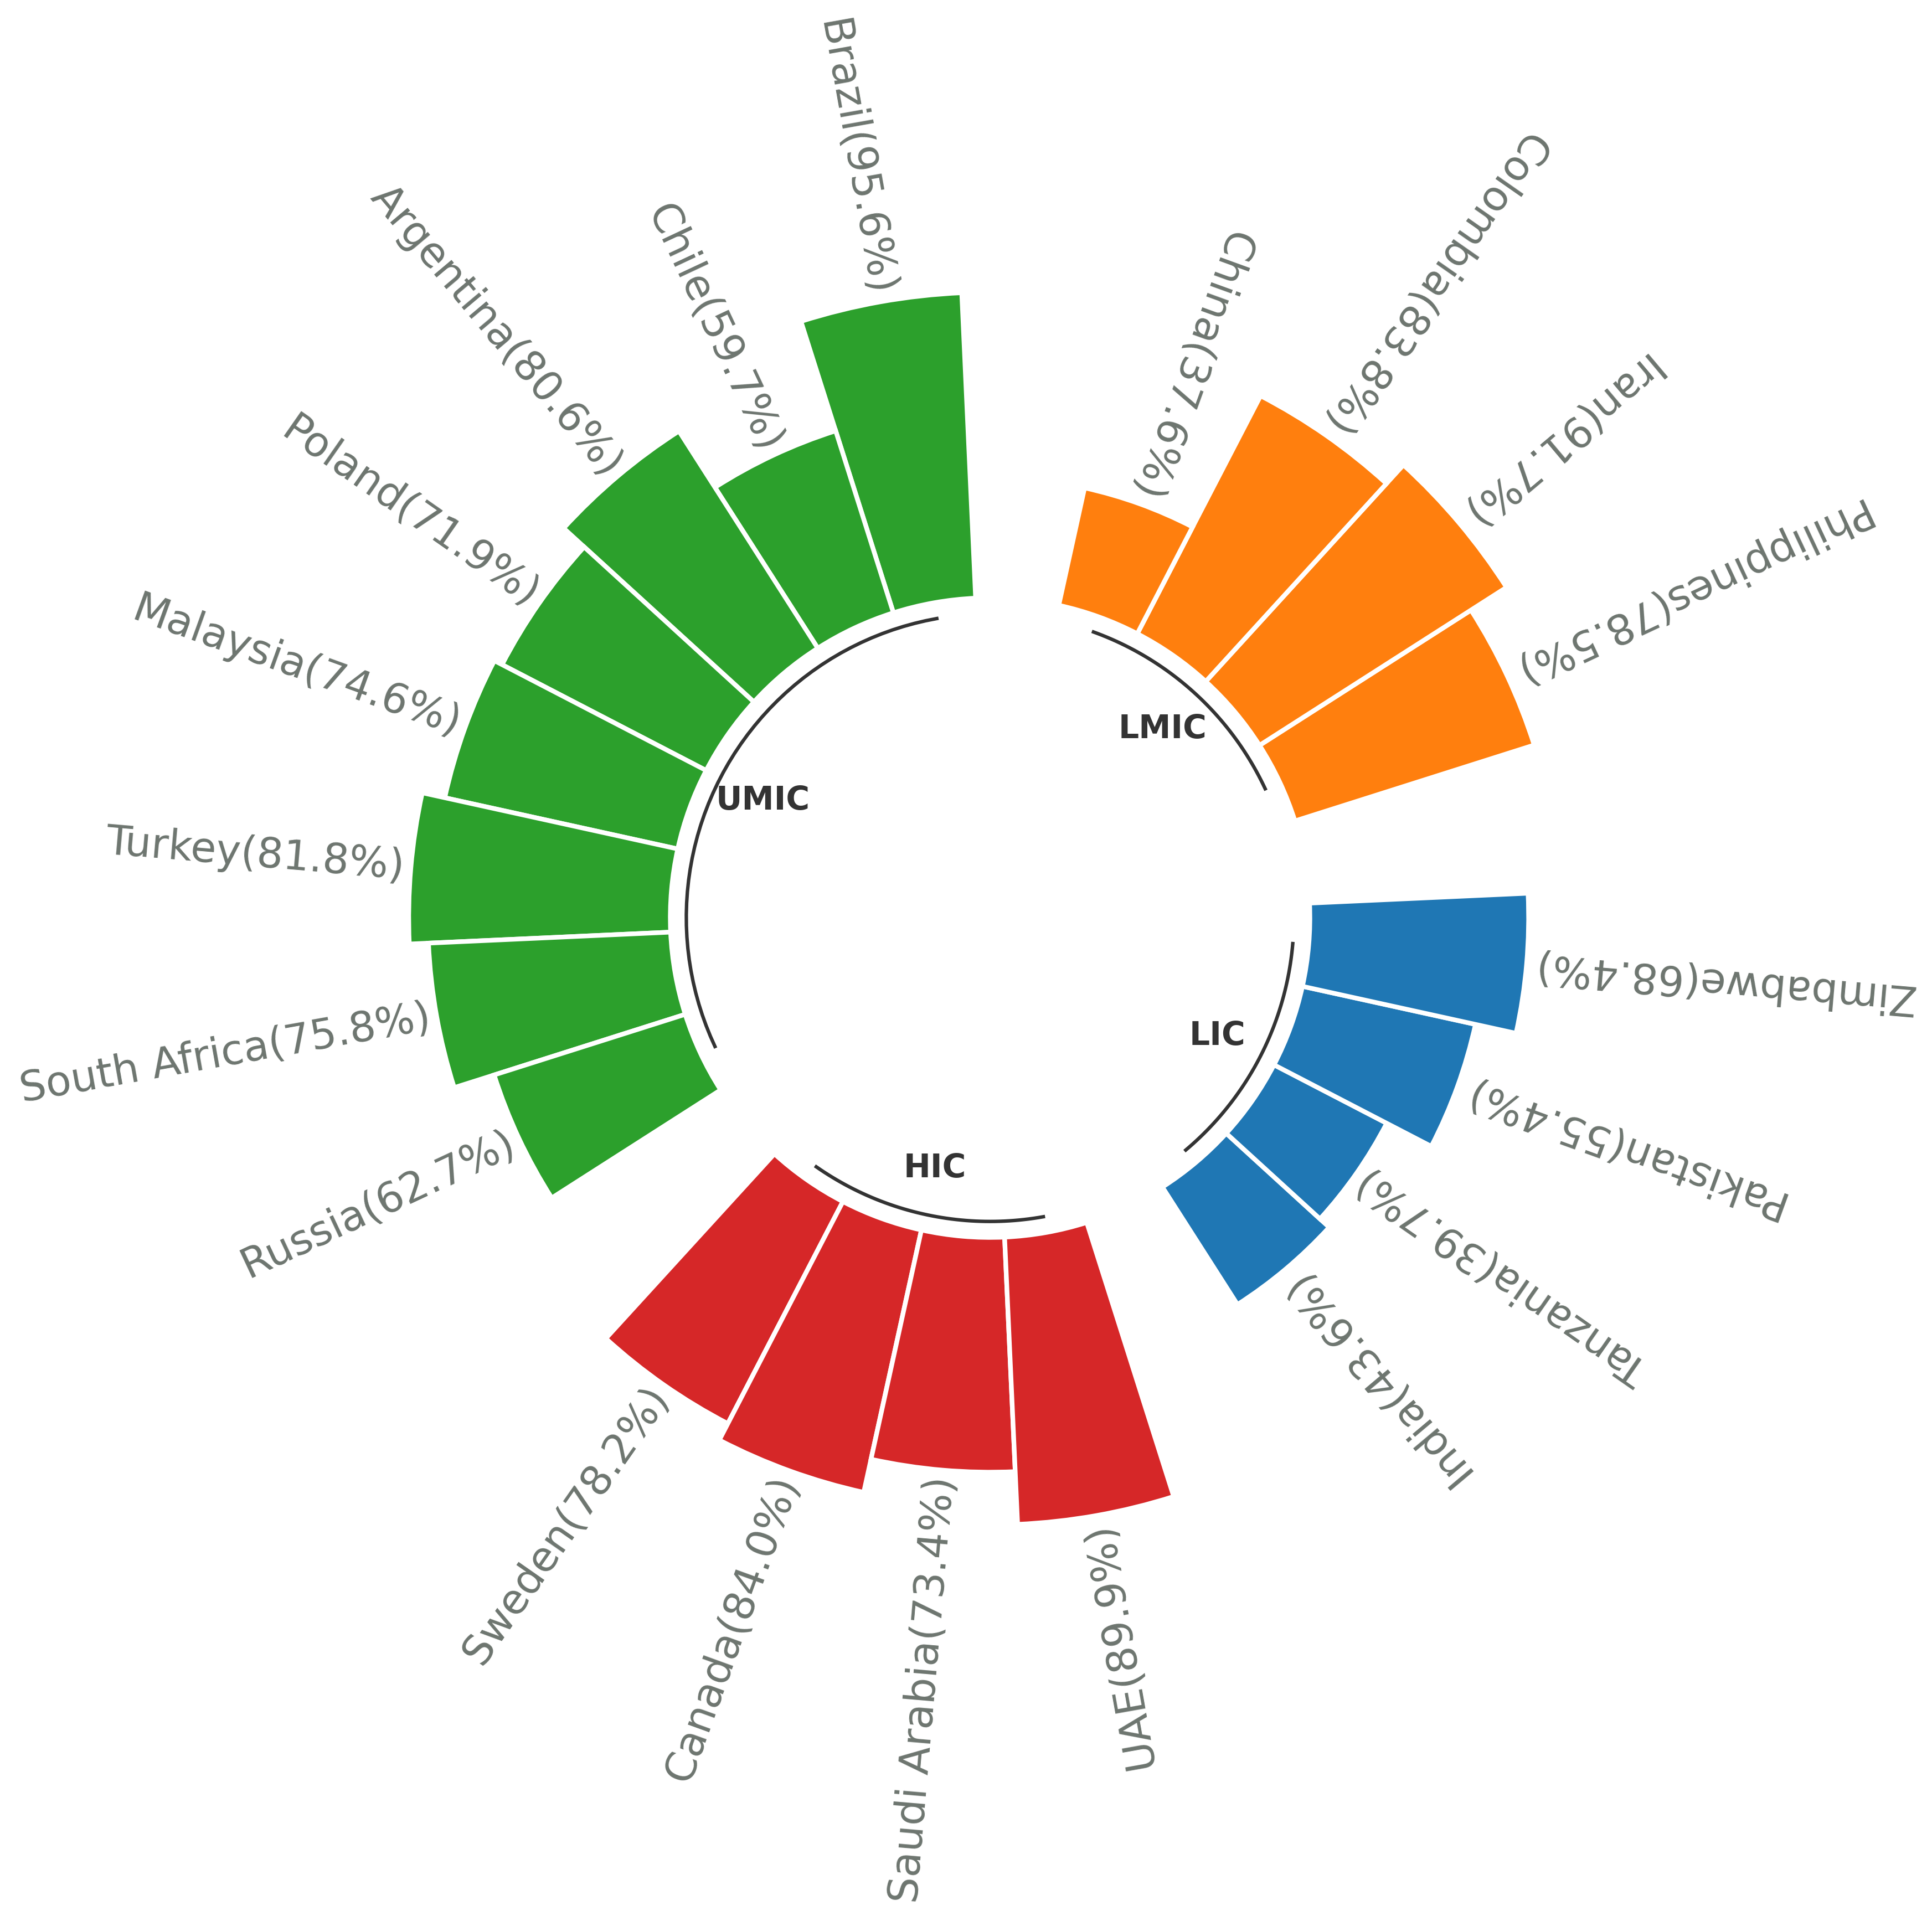 Brazil(95.6%)
Chile(59.7%)
Argentina(80.6%)
Poland(71.9%)
Malaysia(74.6%)
Turkey(81.8%)
South Africa(75.8%)
Russia(62.7%)
UMIC
China(37.6%)
Colombia(83.8%)
Iran(91.7%)
Philippines(78.5%)
LMIC
Zimbabwe(68.4%)
Pakistan(55.4%)
Tanzania(39.7%)
India(43.6%)
LIC
HIC
Sweden(78.2%)
Canada(84.0%)
Saudi Arabia(73.4%)
UAE(89.9%)